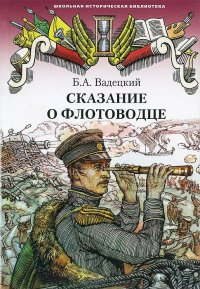 ШКОЛЬНАЯ ИСТОРИЧЕСКАЯ БИБЛИОТЕКА
Б.А. Вадецкий
СКАЗАНИЕ
О ФЛОТОВОДЦЕ